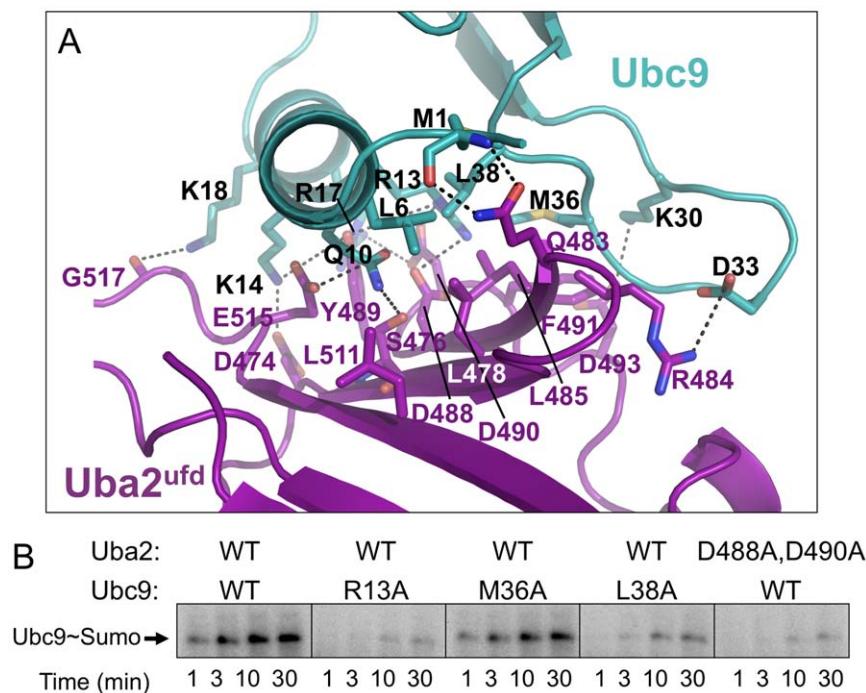 A
Ubc9
M1
K18
R17
R13
L38
L6
M36
K30
Q10
Q483
G517
K14
D33
E515
Y489
S476
F491
D474
L511
L478
D493
R484
D488
L485
D490
Uba2ufd
B
Uba2: WT WT WT WT D488A,D490A
Ubc9: WT R13A M36A L38A WT
Ubc9~Sumo
Time (min) 1 3 10 30 1 3 10 30 1 3 10 30 1 3 10 30 1 3 10 30